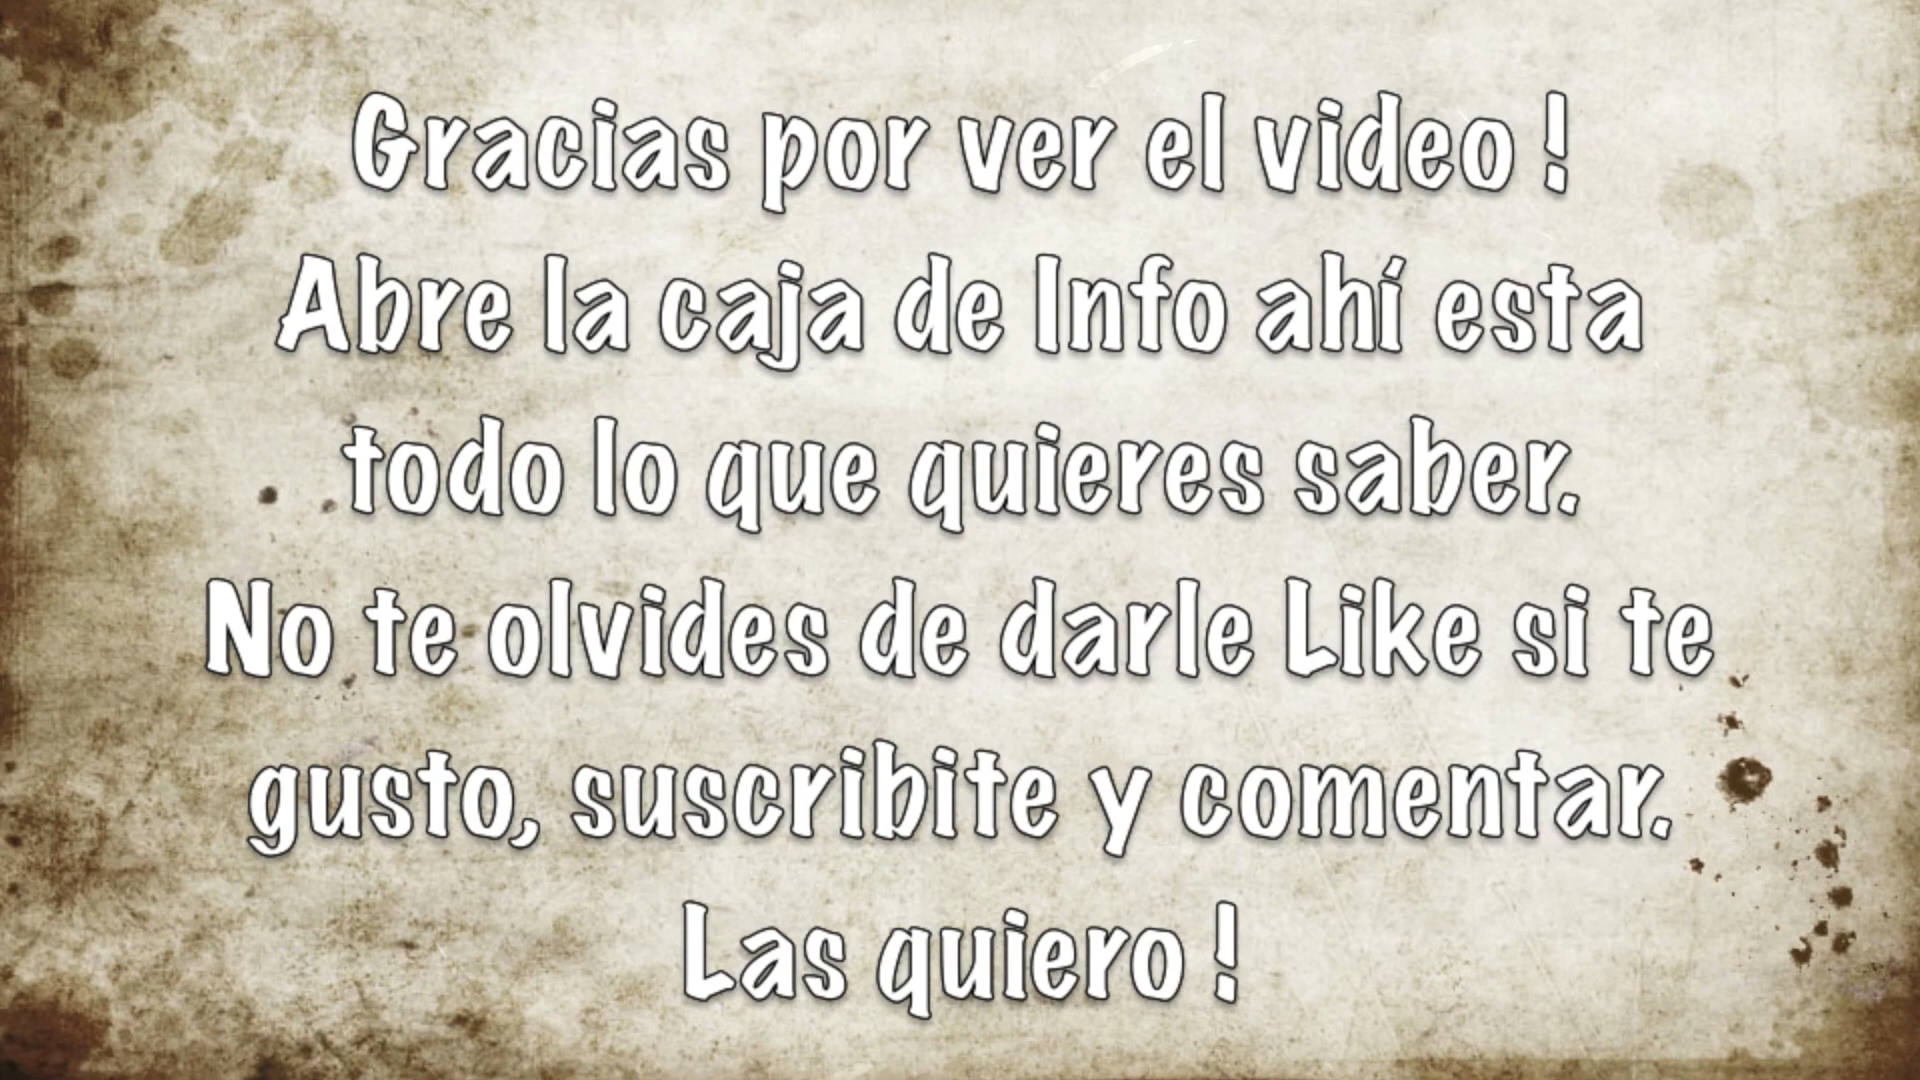 Gracias por ver el video !
Abre la caja de Info ahí esta
todo lo que quieres saber.
No te olvides de darle Like si te
gusto, suscribite y comentar.
Las quiero !